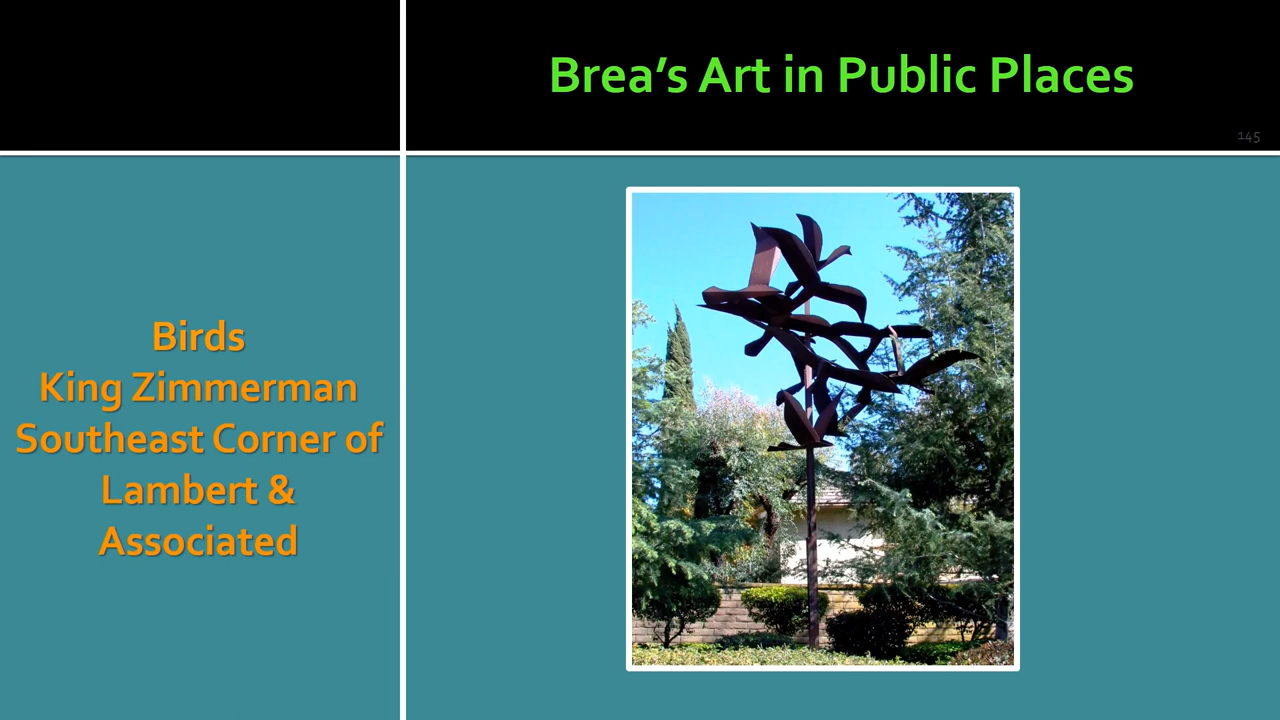 Brea’s Art in Public Places
145
Birds
King Zimmerman
Southeast Corner of
Lambert &
Associated